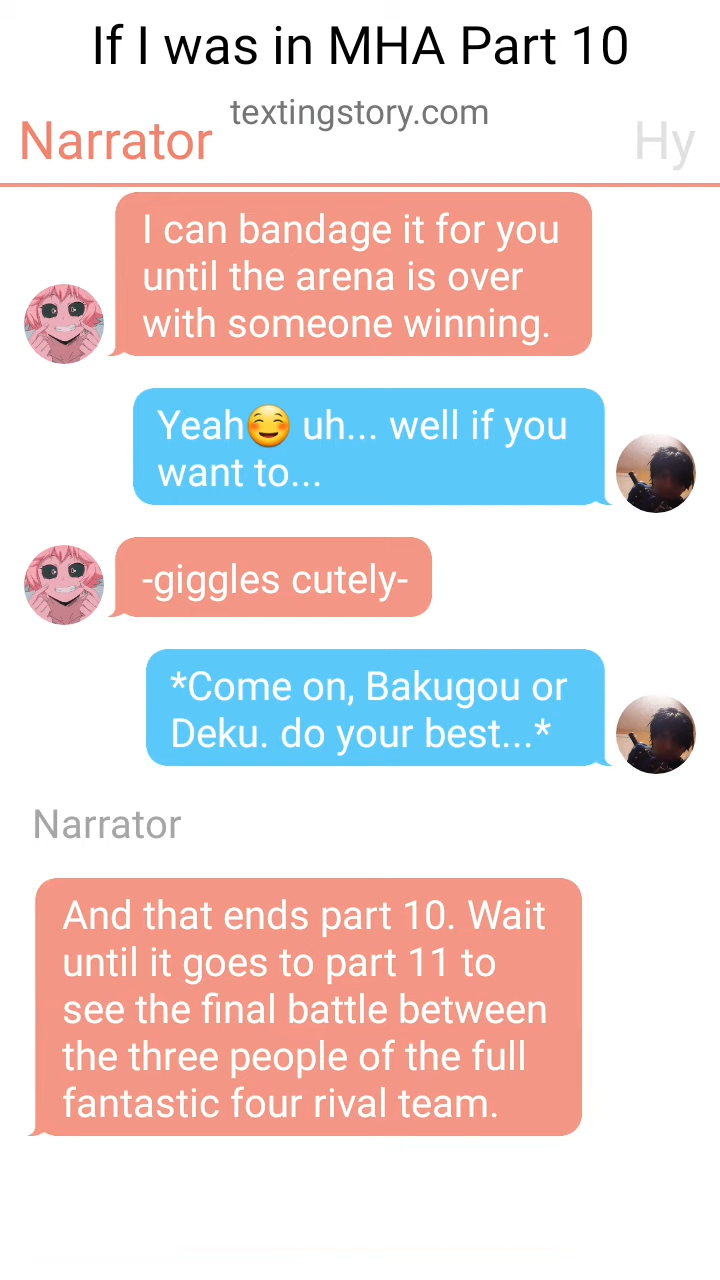 If I was in MHA Part 10
textingstory.com
Narrator
Hy
I can bandage it for you
until the arena is over
with someone winning.
Yeah☺️ uh... well if you
want to...
-giggles cutely-
*Come on, Bakugou or
Deku. do your best...*
Narrator
And that ends part 10. Wait
until it goes to part 11 to
see the final battle between
the three people of the full
fantastic four rival team.